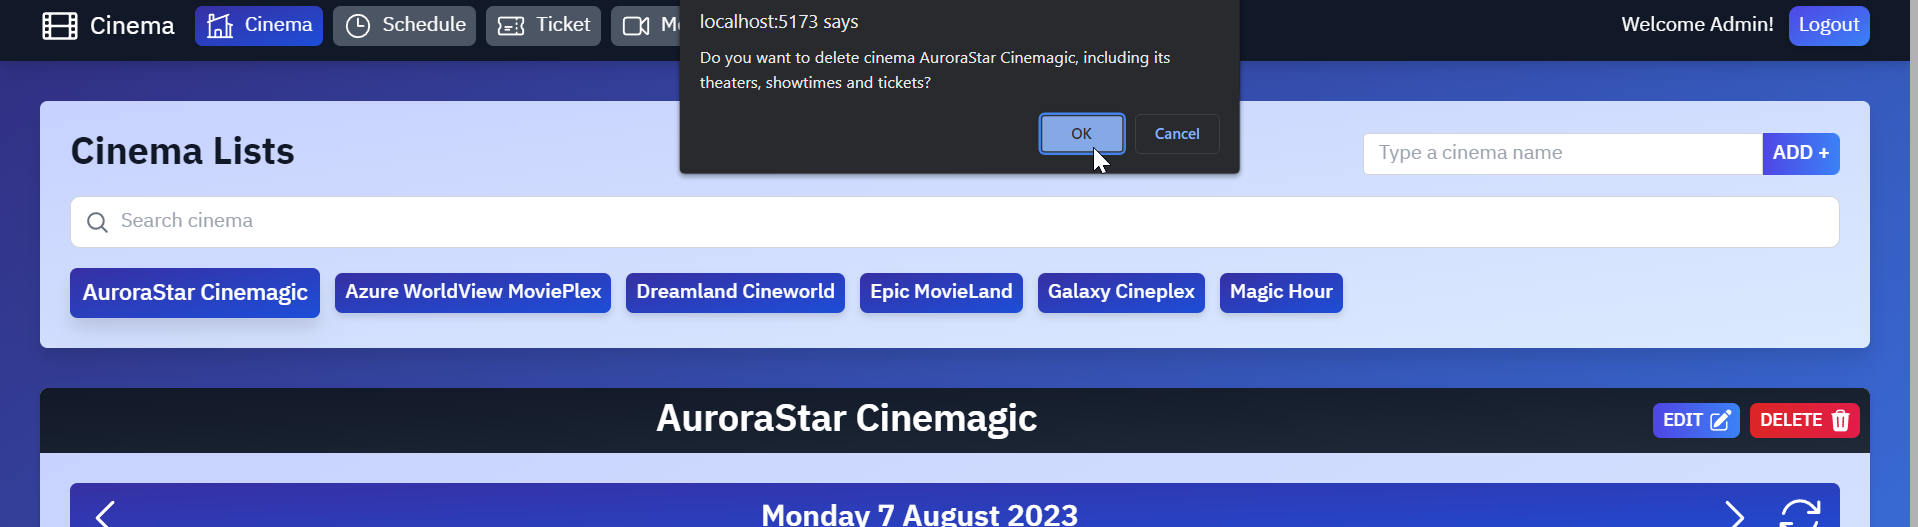 Cinema
Cinema
Schedule
Ticket
localhost:5173 says
Do you want to delete cinema AuroraStar Cinemagic, including its
theaters, showtimes and tickets?
OK
Cancel
Welcome Admin!
Logout
Cinema Lists
Type a cinema name
ADD +
Search cinema
AuroraStar Cinemagic
Azure WorldView MoviePlex
Dreamland Cineworld
Epic MovieLand
Galaxy Cineplex
Magic Hour
AuroraStar Cinemagic
EDIT
DELETE
Monday 7 August 2023